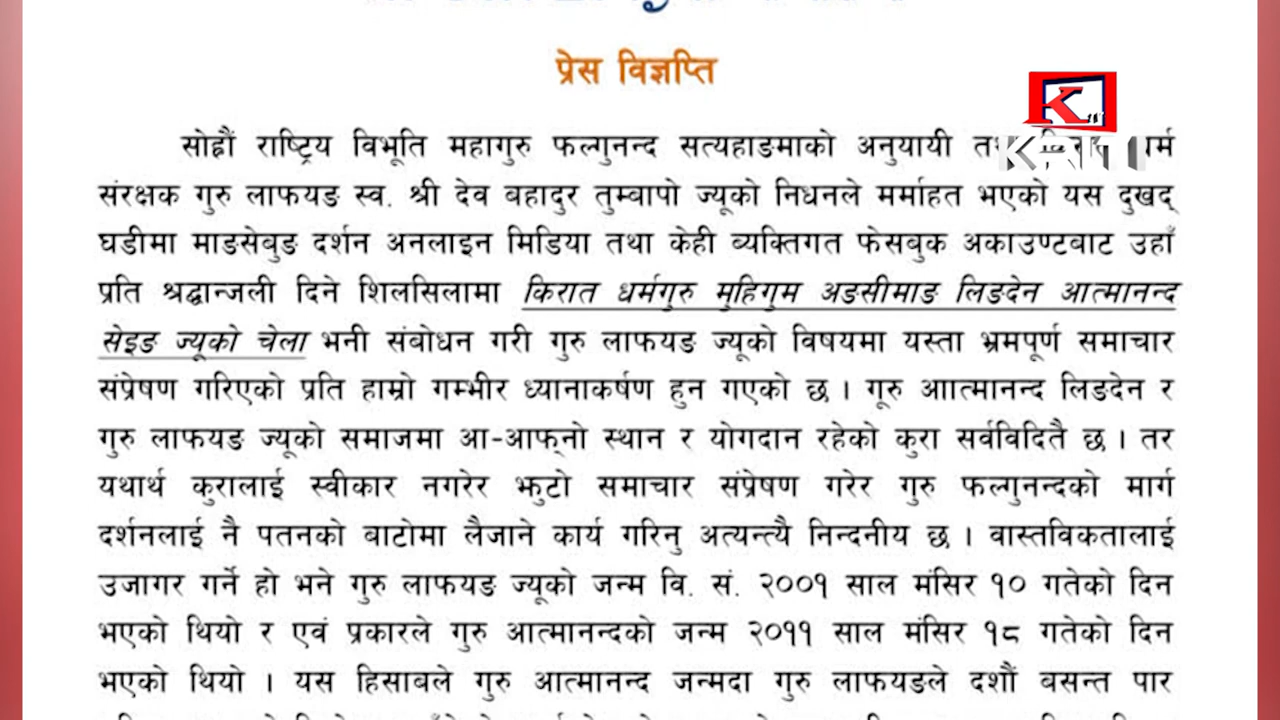 प्रेस विज्ञप्ति
सोह्रौं राष्ट्रिय विभूति महागुरु फल्गुनन्द सत्यहाङमाको अनुयायी
संरक्षक गुरु लाफयङ स्व. श्री देव बहादुर तुम्बापो ज्यूको निधनले मर्माहत भएको यस दुखद्
घडीमा माङसेबुङ दर्शन अनलाइन मिडिया तथा केही ब्यक्तिगत फेसबुक अकाउण्टबाट उहाँ
प्रति श्रद्धान्जली दिने शिलसिलामा किरात धर्मगुरु मुहिगुम अङसीमाङ लिङदेन आत्मानन्द
सेइङ ज्यूको चेला भनी संबोधन गरी गुरु लाफयङ ज्यूको विषयमा यस्ता भ्रमपूर्ण समाचार
संप्रेषण गरिएको प्रति हाम्रो गम्भीर ध्यानाकर्षण हुन गएको छ । गूरु आात्मानन्द लिङदेन र
गुरु लाफयङ ज्यूको समाजमा आ-आफ्‌नो स्थान र योगदान रहेको कुरा सर्वविदितै छ । तर
यथार्थ कुरालाई स्वीकार नगरेर झुटो समाचार संप्रेषण गरेर गुरु फल्गुनन्दको मार्ग
दर्शनलाई नै पतनको बाटोमा लैजाने कार्य गरिनु अत्यन्त्यै निन्दनीय छ । वास्तविकतालाई
उजागर गर्ने हो भने गुरु लाफयङ ज्यूको जन्म वि. सं. २००१ साल मंसिर १० गतेको दिन
भएको थियो र एवं प्रकारले गुरु आत्मानन्दको जन्म २०११ साल मंसिर १८ गतेको दिन
भएको थियो । यस हिसाबले गुरु आत्मानन्द जन्मदा गुरु लाफयङले दशौं बसन्त पार